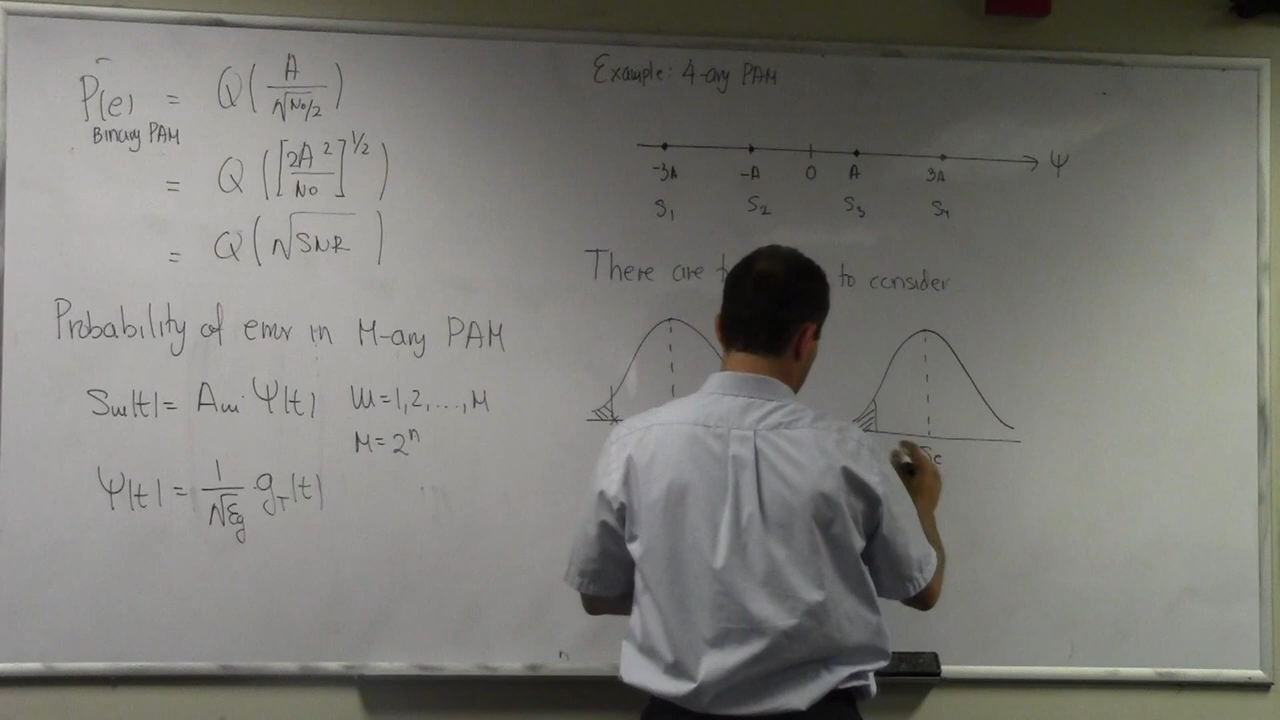 P(e) = Q( A / √No/2 )
Binary PAM
= Q ( [ 2A² / No ]^1/2 )
= Q ( √SNR )
Probability of error in M-ary PAM
Sm(t) = Am · Ψ(t) m = 1,2,...,M
M = 2ⁿ
Ψ(t) = 1/√Eg · gT(t)
Example: 4-ary PAM
-3A -A 0 A 3A Ψ
S1 S2 S3 S4
There are to consider